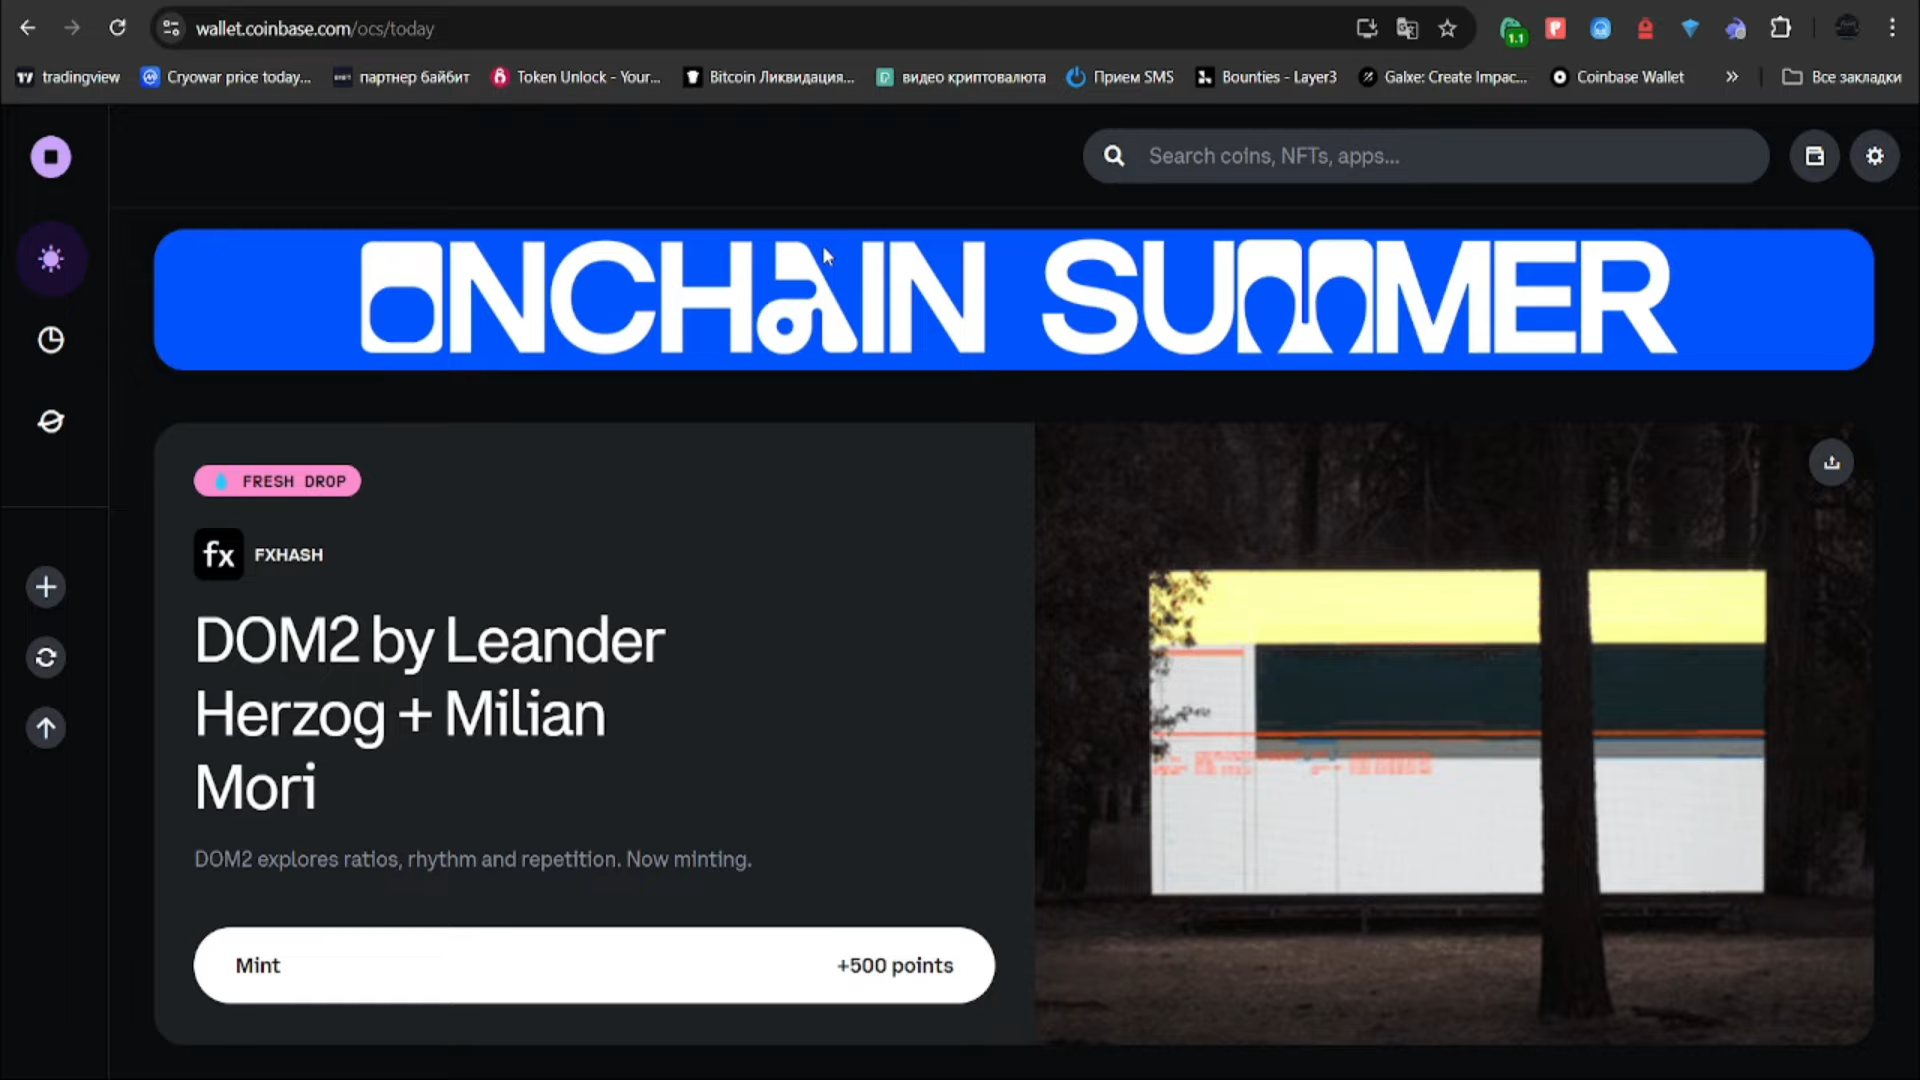 wallet.coinbase.com/ocs/today
1.1
tradingview
Cryowar price today...
партнер байбит
Token Unlock - Your...
Bitcoin Ликвидация...
видео криптовалюта
Прием SMS
Bounties - Layer3
Galxe: Create Impac...
Coinbase Wallet
»
Все закладки
Search coins, NFTs, apps...
ONCHAIN SUMMER
FRESH DROP
fx FXHASH
DOM2 by Leander
Herzog + Milian
Mori
DOM2 explores ratios, rhythm and repetition. Now minting.
Mint +500 points